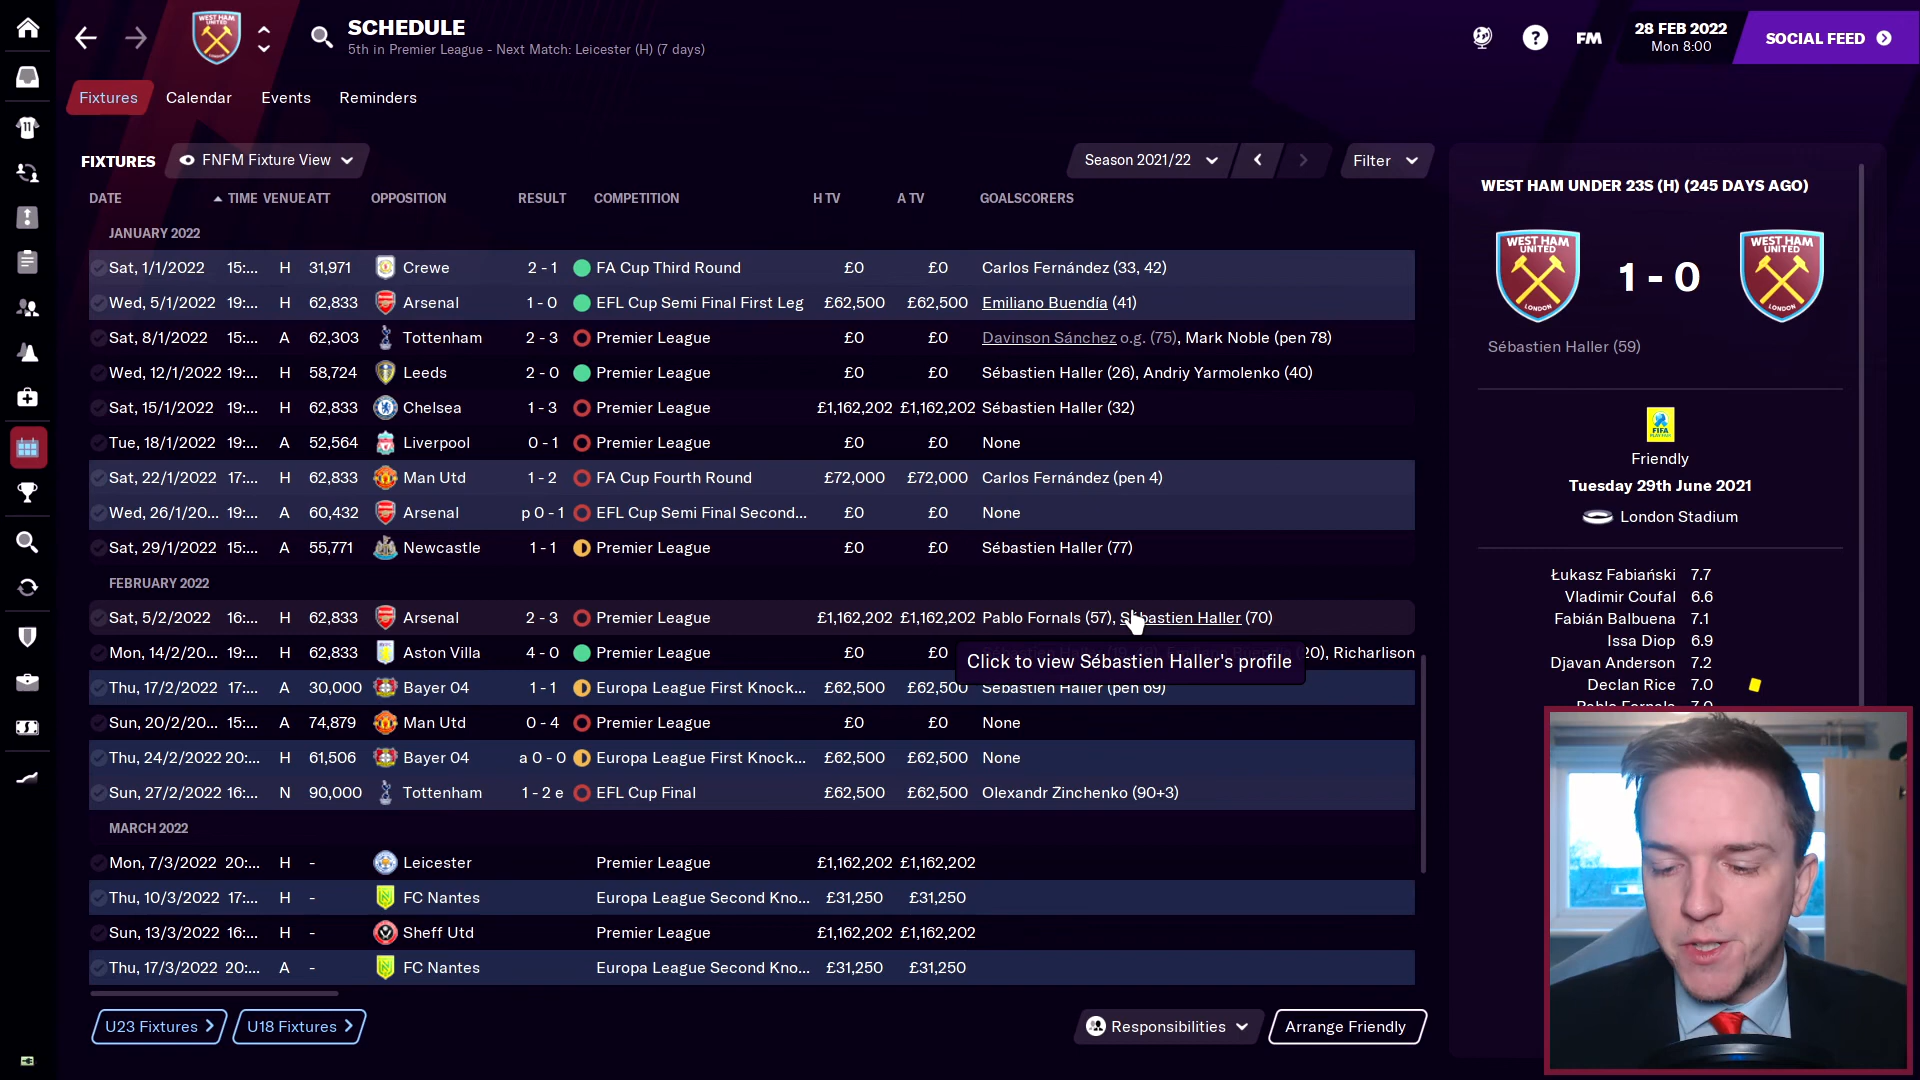 WEST HAM UNITED LONDON
SCHEDULE
5th in Premier League - Next Match: Leicester (H) (7 days)
FM
28 FEB 2022
Mon 8:00
SOCIAL FEED
Fixtures Calendar Events Reminders
FIXTURES FNFM Fixture View Season 2021/22 Filter
DATE TIME VENUE ATT OPPOSITION RESULT COMPETITION H TV A TV GOALSCORERS
JANUARY 2022
Sat, 1/1/2022 15:... H 31,971 Crewe 2 - 1 FA Cup Third Round £0 £0 Carlos Fernández (33, 42)
Wed, 5/1/2022 19:... H 62,833 Arsenal 1 - 0 EFL Cup Semi Final First Leg £62,500 £62,500 Emiliano Buendía (41)
Sat, 8/1/2022 15:... A 62,303 Tottenham 2 - 3 Premier League £0 £0 Davinson Sánchez o.g. (75), Mark Noble (pen 78)
Wed, 12/1/2022 19:... H 58,724 Leeds 2 - 0 Premier League £0 £0 Sébastien Haller (26), Andriy Yarmolenko (40)
Sat, 15/1/2022 19:... H 62,833 Chelsea 1 - 3 Premier League £1,162,202 £1,162,202 Sébastien Haller (32)
Tue, 18/1/2022 19:... A 52,564 Liverpool 0 - 1 Premier League £0 £0 None
Sat, 22/1/2022 17:... H 62,833 Man Utd 1 - 2 FA Cup Fourth Round £72,000 £72,000 Carlos Fernández (pen 4)
Wed, 26/1/20... 19:... A 60,432 Arsenal p 0 - 1 EFL Cup Semi Final Second... £0 £0 None
Sat, 29/1/2022 15:... A 55,771 Newcastle 1 - 1 Premier League £0 £0 Sébastien Haller (77)
FEBRUARY 2022
Sat, 5/2/2022 16:... H 62,833 Arsenal 2 - 3 Premier League £1,162,202 £1,162,202 Pablo Fornals (57), Sébastien Haller (70)
Mon, 14/2/20... 19:... H 62,833 Aston Villa 4 - 0 Premier League £0 £0 20), Richarlison
Click to view Sébastien Haller's profile
Thu, 17/2/2022 17:... A 30,000 Bayer 04 1 - 1 Europa League First Knock... £62,500 £62,500 Sébastien Haller (pen 69)
Sun, 20/2/20... 15:... A 74,879 Man Utd 0 - 4 Premier League £0 £0 None
Thu, 24/2/2022 20:... H 61,506 Bayer 04 a 0 - 0 Europa League First Knock... £62,500 £62,500 None
Sun, 27/2/2022 16:... N 90,000 Tottenham 1 - 2 e EFL Cup Final £62,500 £62,500 Olexandr Zinchenko (90+3)
MARCH 2022
Mon, 7/3/2022 20:... H - Leicester Premier League £1,162,202 £1,162,202
Thu, 10/3/2022 17:... H - FC Nantes Europa League Second Kno... £31,250 £31,250
Sun, 13/3/2022 16:... H - Sheff Utd Premier League £1,162,202 £1,162,202
Thu, 17/3/2022 20:... A - FC Nantes Europa League Second Kno... £31,250 £31,250
U23 Fixtures U18 Fixtures Responsibilities Arrange Friendly
WEST HAM UNDER 23S (H) (245 DAYS AGO)
WEST HAM UNITED LONDON 1 - 0 WEST HAM UNITED LONDON
Sébastien Haller (59)
FIFA
Friendly
Tuesday 29th June 2021
London Stadium
Łukasz Fabiański 7.7
Vladimir Coufal 6.6
Fabián Balbuena 7.1
Issa Diop 6.9
Djavan Anderson 7.2
Declan Rice 7.0